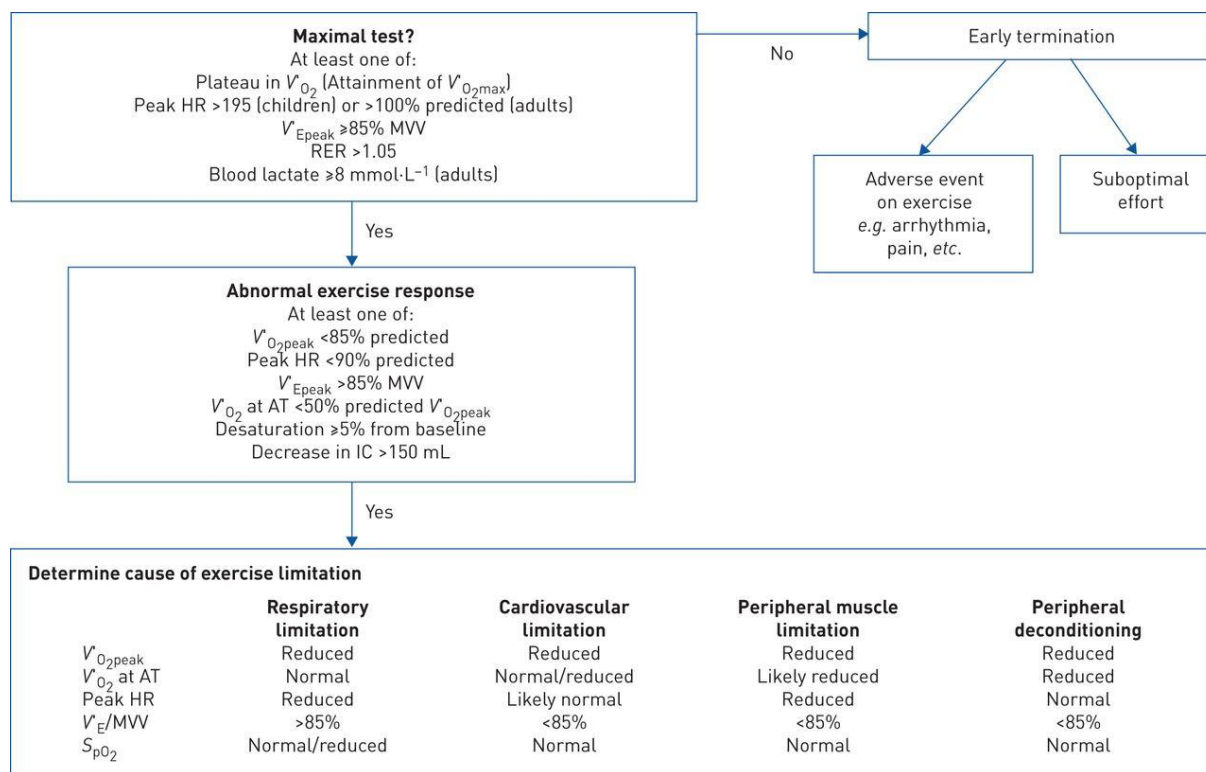 Maximal test?
At least one of:
Plateau in V̇O₂ (Attainment of V̇O₂max)
Peak HR >195 (children) or >100% predicted (adults)
V̇Epeak ≥85% MVV
RER >1.05
Blood lactate ≥8 mmol·L⁻¹ (adults)
No
Early termination
Adverse event
on exercise
e.g. arrhythmia,
pain, etc.
Suboptimal
effort
Yes
Abnormal exercise response
At least one of:
V̇O₂peak <85% predicted
Peak HR <90% predicted
V̇Epeak >85% MVV
V̇O₂ at AT <50% predicted V̇O₂peak
Desaturation ≥5% from baseline
Decrease in IC >150 mL
Yes
Determine cause of exercise limitation
Respiratory Cardiovascular Peripheral muscle Peripheral
limitation limitation limitation deconditioning
V̇O₂peak Reduced Reduced Reduced Reduced
V̇O₂ at AT Normal Normal/reduced Likely reduced Reduced
Peak HR Reduced Likely normal Reduced Normal
V̇E/MVV >85% <85% <85% <85%
SpO₂ Normal/reduced Normal Normal Normal